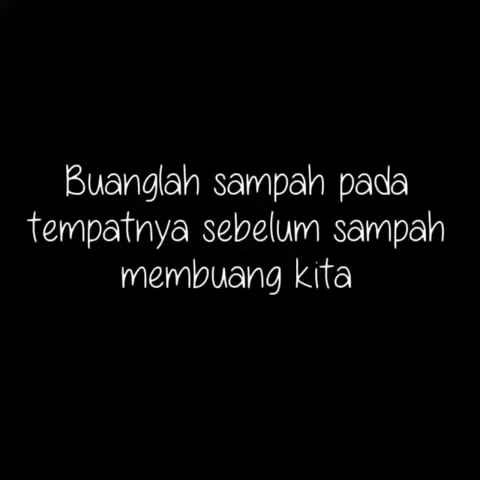 Buanglah sampah pada
tempatnya sebelum sampah
membuang kita